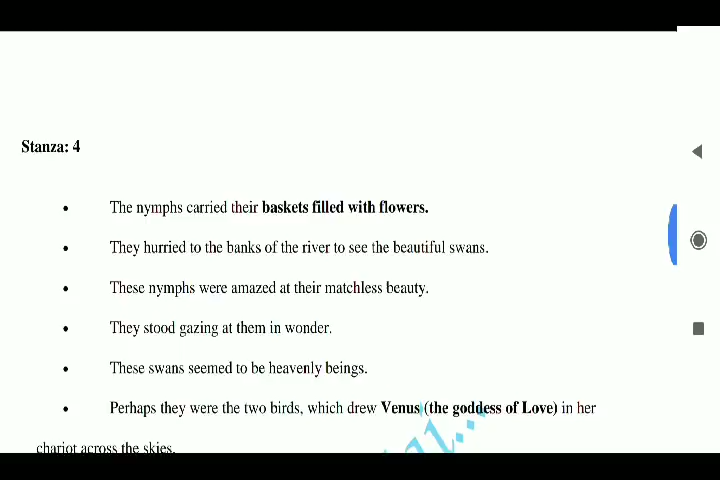 Stanza: 4
• The nymphs carried their baskets filled with flowers.
• They hurried to the banks of the river to see the beautiful swans.
• These nymphs were amazed at their matchless beauty.
• They stood gazing at them in wonder.
• These swans seemed to be heavenly beings.
• Perhaps they were the two birds, which drew Venus (the goddess of Love) in her
chariot across the skies.